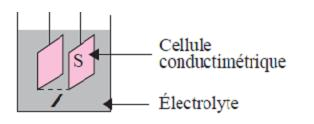 S
Cellule
conductimétrique
l
Électrolyte